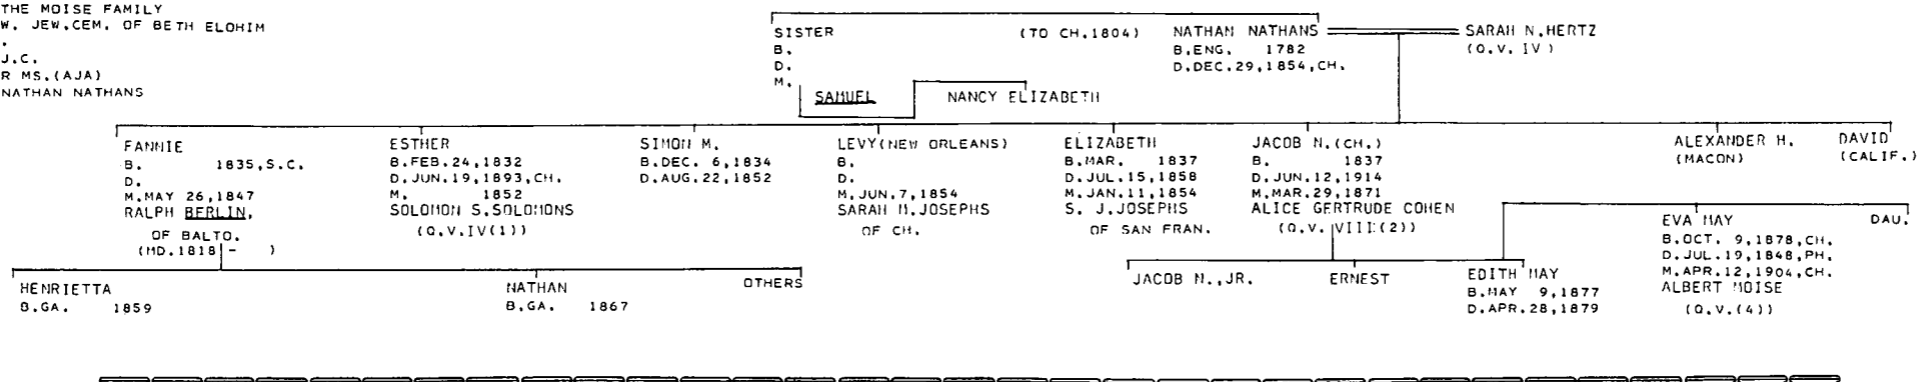 THE MOISE FAMILY
W. JEW.CEM. OF BETH ELOHIM
.
J.C.
R MS.(AJA)
NATHAN NATHANS
SISTER
B.
D.
M.
SAMUEL
NANCY ELIZABETH
(TO CH.1804)
NATHAN NATHANS
B.ENG. 1782
D.DEC.29,1854,CH.
SARAH N.HERTZ
(Q.V. IV)
FANNIE
B. 1835,S.C.
D.
M.MAY 26,1847
RALPH BERLIN,
OF BALTO.
(MD.1818 - )
ESTHER
B.FEB.24,1832
D.JUN.19,1893,CH.
M. 1852
SOLOMON S.SOLOMONS
(Q.V.IV(1))
SIMON M.
B.DEC. 6,1834
D.AUG.22,1852
LEVY(NEW ORLEANS)
B.
D.
M.JUN.7,1854
SARAH M.JOSEPHS
OF CH.
ELIZABETH
B.MAR. 1837
D.JUL.15,1858
M.JAN.11,1854
S. J.JOSEPHS
OF SAN FRAN.
JACOB N.(CH.)
B. 1837
D.JUN.12,1914
M.MAR.29,1871
ALICE GERTRUDE COHEN
(Q.V. VIII(2))
ALEXANDER H.
(MACON)
DAVID
(CALIF.)
HENRIETTA
B.GA. 1859
NATHAN
B.GA. 1867
OTHERS
JACOB N.,JR.
ERNEST
EDITH MAY
B.MAY 9,1877
D.APR.28,1879
EVA MAY
B.OCT. 9,1878,CH.
D.JUL.19,1848,PH.
M.APR.12,1904,CH.
ALBERT MOISE
(Q.V.(4))
DAU.